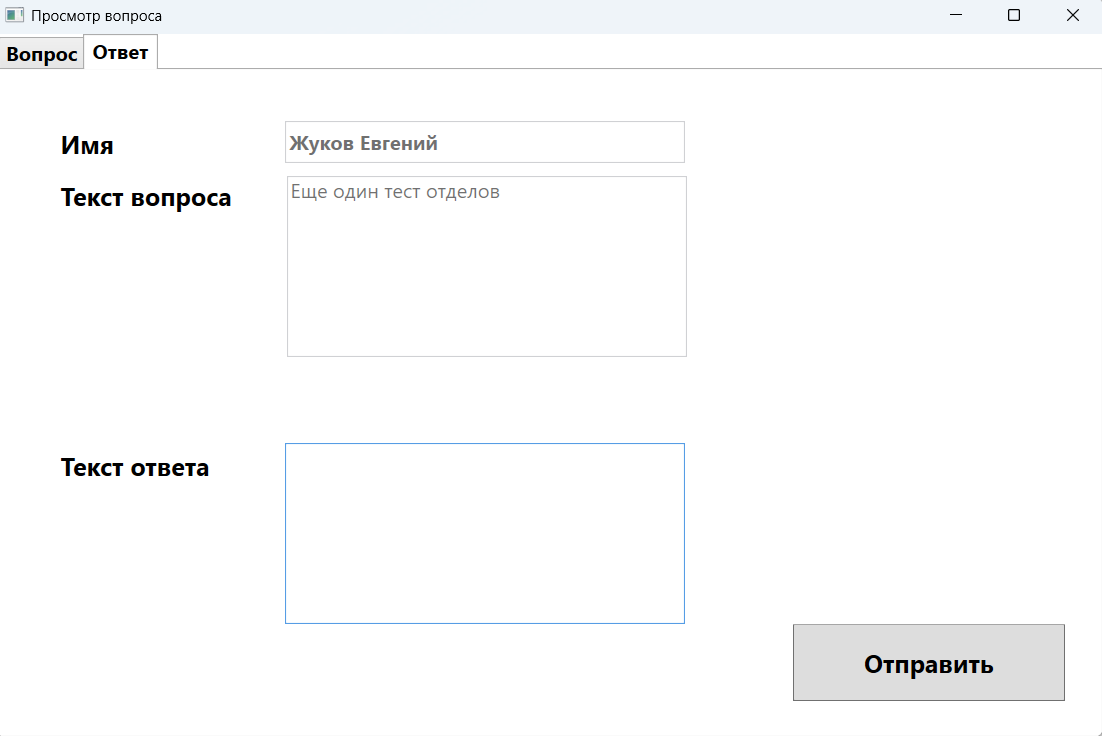 Просмотр вопроса
Вопрос Ответ
Имя Жуков Евгений
Текст вопроса Еще один тест отделов
Текст ответа
Отправить